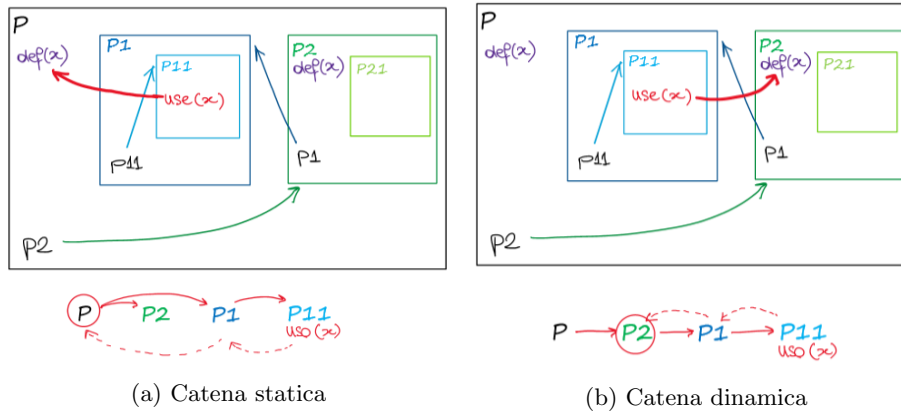 P
P1
P2
def(x)
P11
def(x)
P21
use(x)
P11
P1
P2
P P2 P1 P11
uso(x)
(a) Catena statica
P
P1
P2
def(x)
P11
def(x)
P21
use(x)
P11
P1
P2
P P2 P1 P11
uso(x)
(b) Catena dinamica